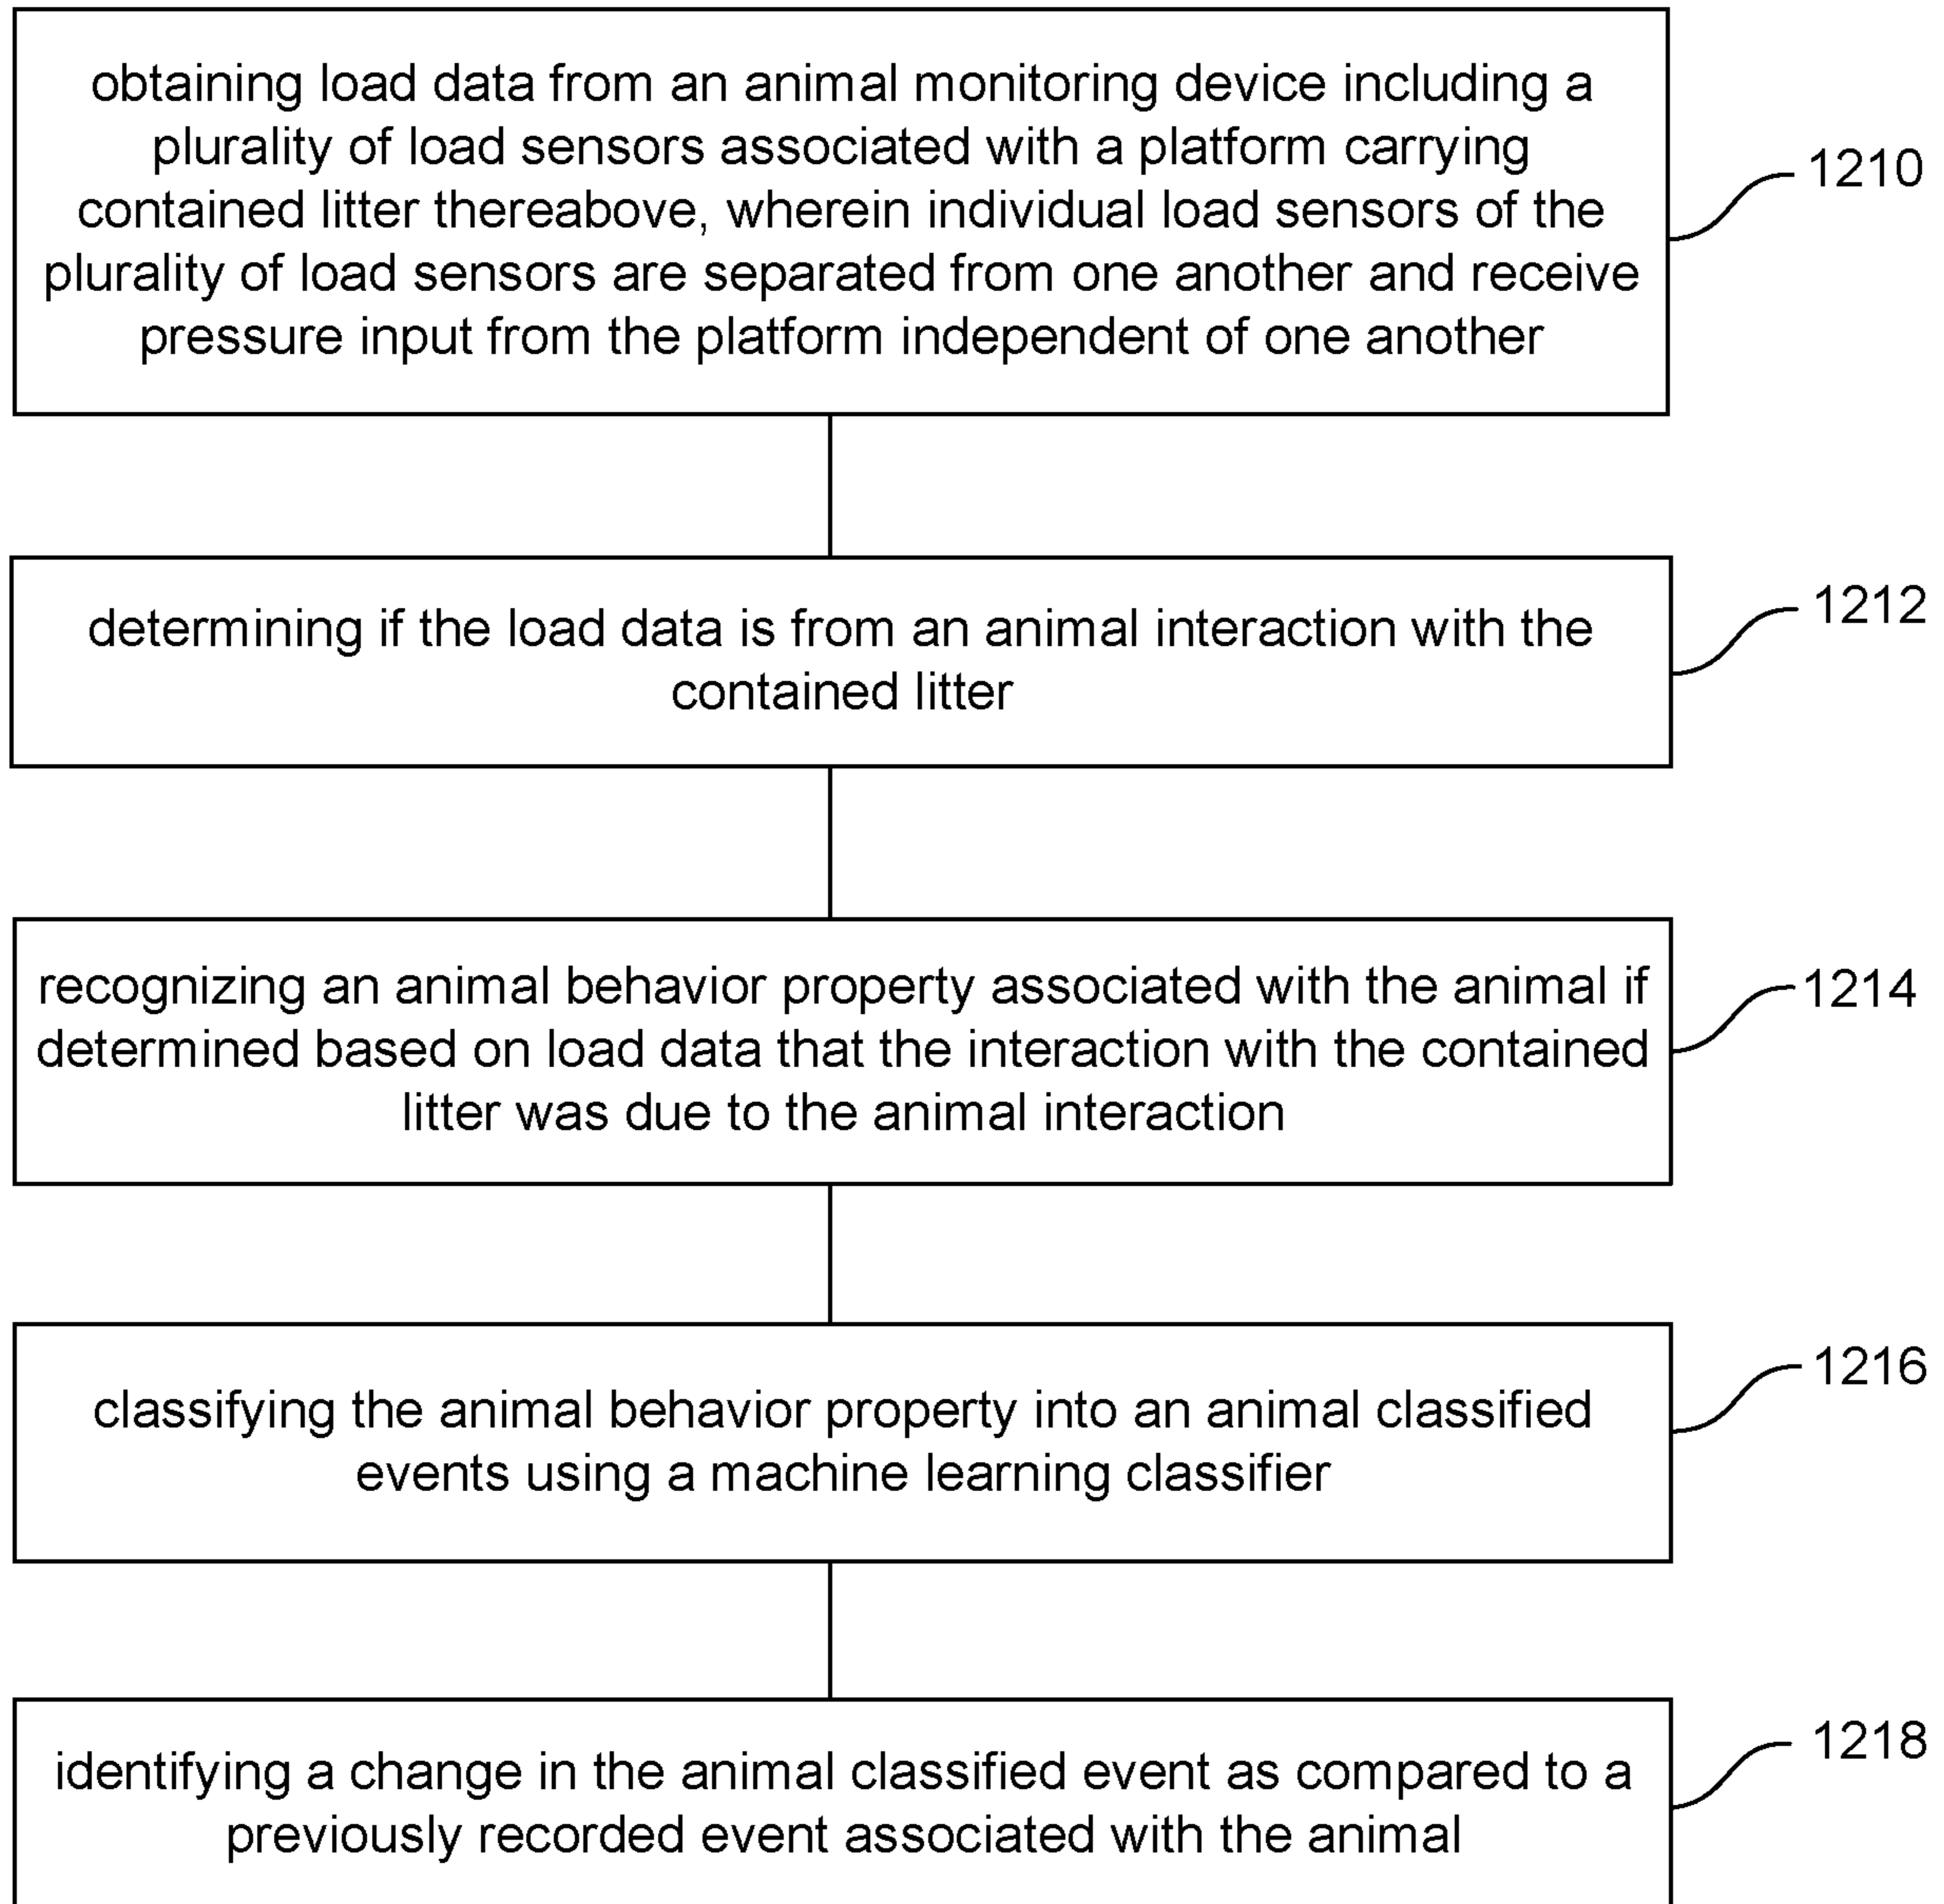 obtaining load data from an animal monitoring device including a
plurality of load sensors associated with a platform carrying
contained litter thereabove, wherein individual load sensors of the
plurality of load sensors are separated from one another and receive
pressure input from the platform independent of one another
1210
determining if the load data is from an animal interaction with the
contained litter
1212
recognizing an animal behavior property associated with the animal if
determined based on load data that the interaction with the contained
litter was due to the animal interaction
1214
classifying the animal behavior property into an animal classified
events using a machine learning classifier
1216
identifying a change in the animal classified event as compared to a
previously recorded event associated with the animal
1218